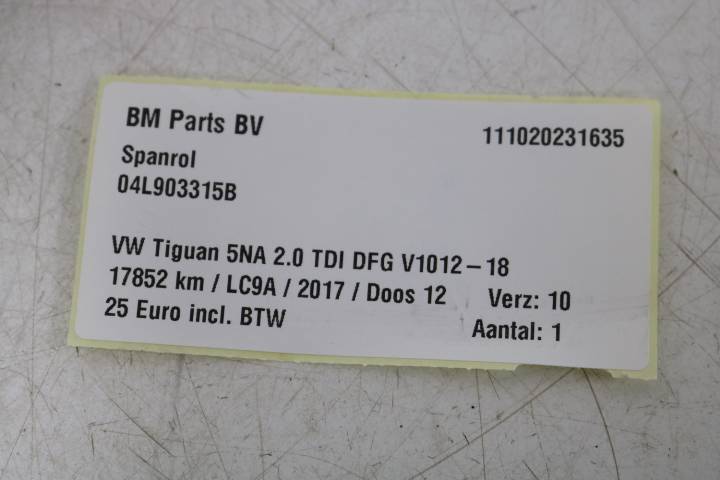 BM Parts BV
111020231635
Spanrol
04L903315B
VW Tiguan 5NA 2.0 TDI DFG V1012-18
17852 km / LC9A / 2017 / Doos 12 Verz: 10
25 Euro incl. BTW Aantal: 1